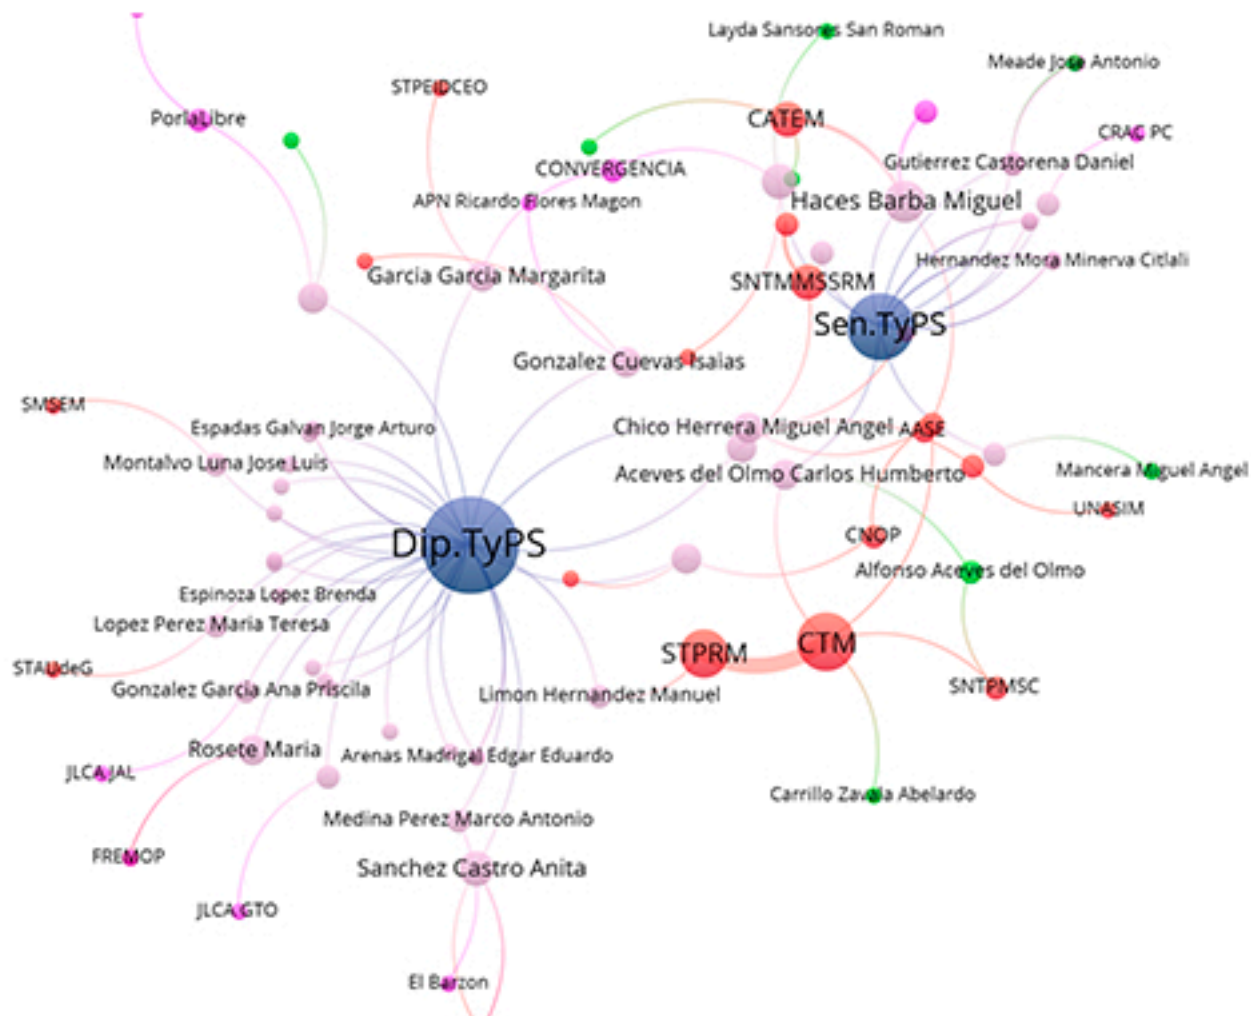 Layda Sansores San Roman
Meade Jose Antonio
STPEIDCEO
PorlaLibre
CATEM
CRAC PC
CONVERGENCIA
Gutierrez Castorena Daniel
APN Ricardo Flores Magon
Haces Barba Miguel
Hernandez Mora Minerva Citlali
Garcia Garcia Margarita
SNTMMSSRM
Sen.TyPS
Gonzalez Cuevas Isaias
SMSEM
Espadas Galvan Jorge Arturo
Chico Herrera Miguel Angel
AASE
Montalvo Luna Jose Luis
Aceves del Olmo Carlos Humberto
Mancera Miguel Angel
UNASIM
Dip.TyPS
CNOP
Alfonso Aceves del Olmo
Espinoza Lopez Brenda
Lopez Perez Maria Teresa
STPRM
CTM
STAUdeG
Gonzalez Garcia Ana Priscila
Limon Hernandez Manuel
SNTPMSC
Rosete Maria
Arenas Madrigal Edgar Eduardo
JLCA JAL
Carrillo Zavala Abelardo
Medina Perez Marco Antonio
FREMOP
Sanchez Castro Anita
JLCA GTO
El Barzon